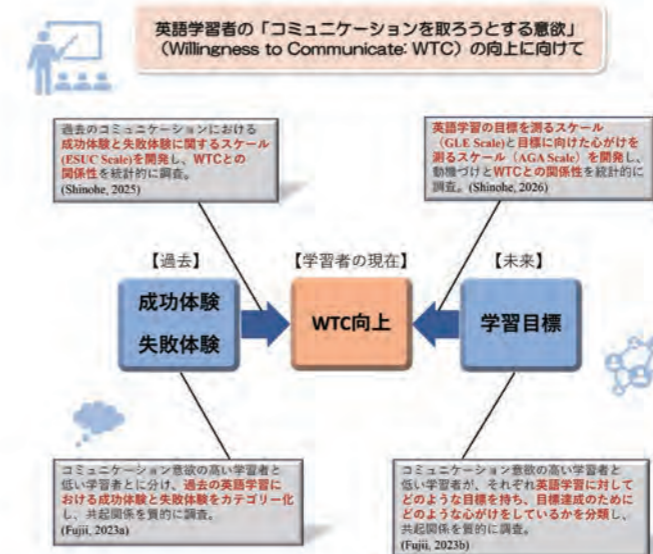 英語学習者の「コミュニケーションを取ろうとする意欲」
（Willingness to Communicate: WTC）の向上に向けて
過去のコミュニケーションにおける
成功体験と失敗体験に関するスケール
(ESUC Scale)を開発し、WTCとの
関係性を統計的に調査。
(Shinohe, 2025)
英語学習の目標を測るスケール
（GLE Scale)と目標に向けた心がけを
測るスケール（AGA Scale）を開発し、
動機づけとWTCとの関係性を統計的に
調査。(Shinohe, 2026)
【過去】
【学習者の現在】
【未来】
成功体験
失敗体験
WTC向上
学習目標
コミュニケーション意欲の高い学習者と
低い学習者とに分け、過去の英語学習に
おける成功体験と失敗体験をカテゴリー化
し、共起関係を質的に調査。
(Fujii, 2023a)
コミュニケーション意欲の高い学習者と
低い学習者が、それぞれ英語学習に対して
どのような目標を持ち、目標達成のために
どのような心がけをしているかを分類し、
共起関係を質的に調査。
(Fujii, 2023b)